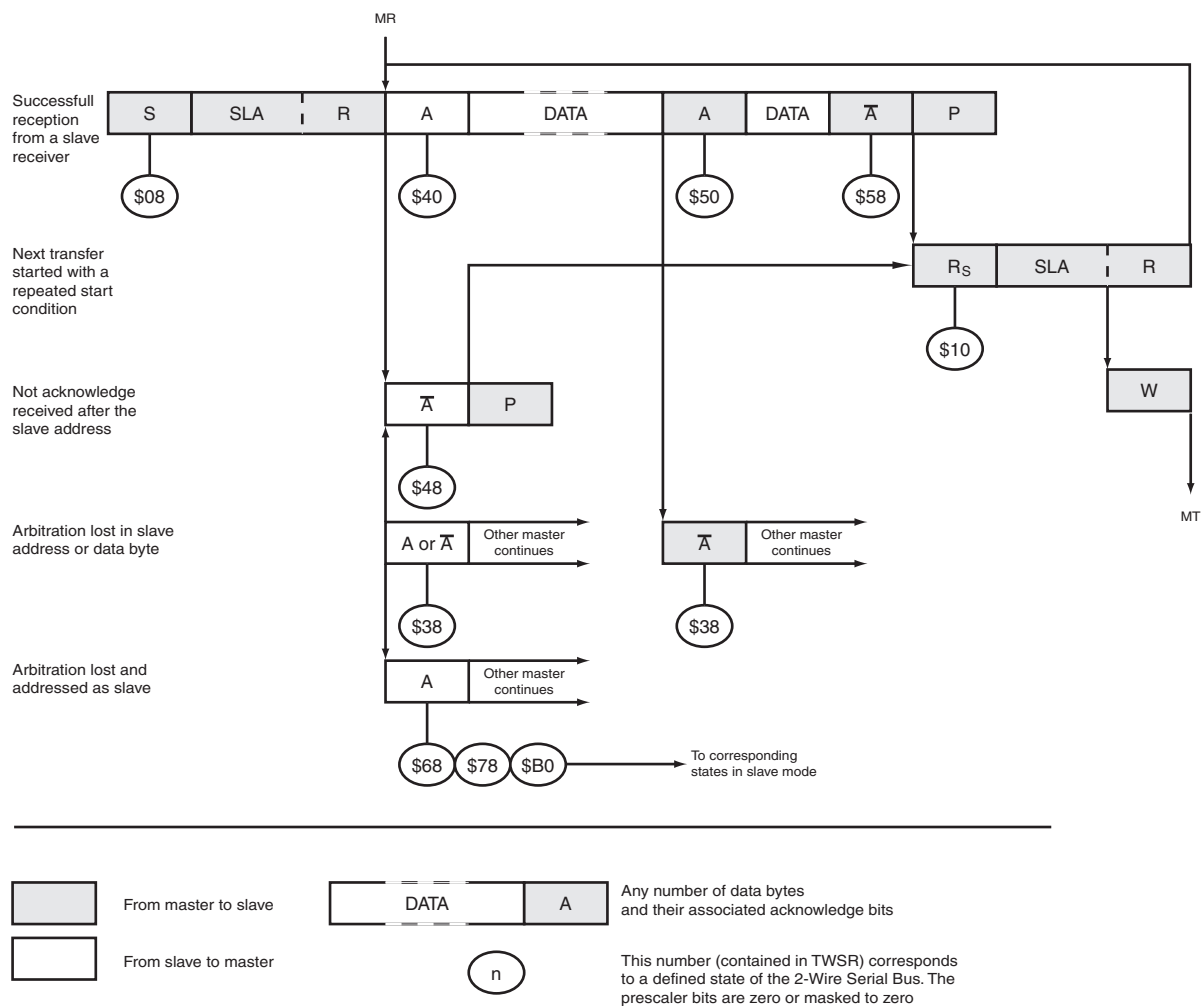 MR
Successfull
reception
from a slave
receiver
S SLA R A DATA A DATA A̅ P
$08 $40 $50 $58
Next transfer
started with a
repeated start
condition
RS SLA R
$10
Not acknowledge
received after the
slave address
A̅ P
W
$48
MT
Arbitration lost in slave
address or data byte
A or A̅
Other master
continues
A̅
Other master
continues
$38 $38
Arbitration lost and
addressed as slave
A
Other master
continues
$68 $78 $B0
To corresponding
states in slave mode
From master to slave
DATA A
Any number of data bytes
and their associated acknowledge bits
From slave to master
n
This number (contained in TWSR) corresponds
to a defined state of the 2-Wire Serial Bus. The
prescaler bits are zero or masked to zero